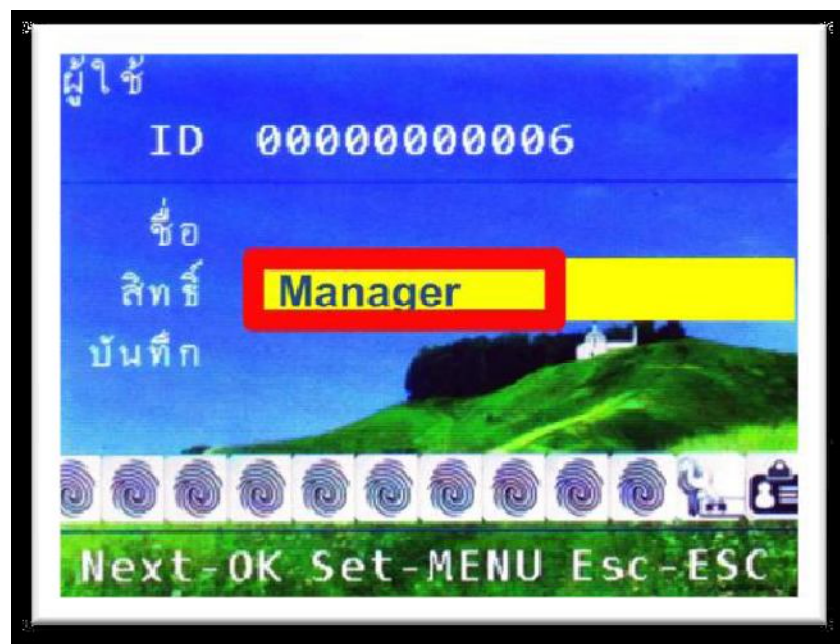 ผู้ใช้
ID 00000000006
ชื่อ
สิทธิ์ Manager
บันทึก
Next-OK Set-MENU Esc-ESC